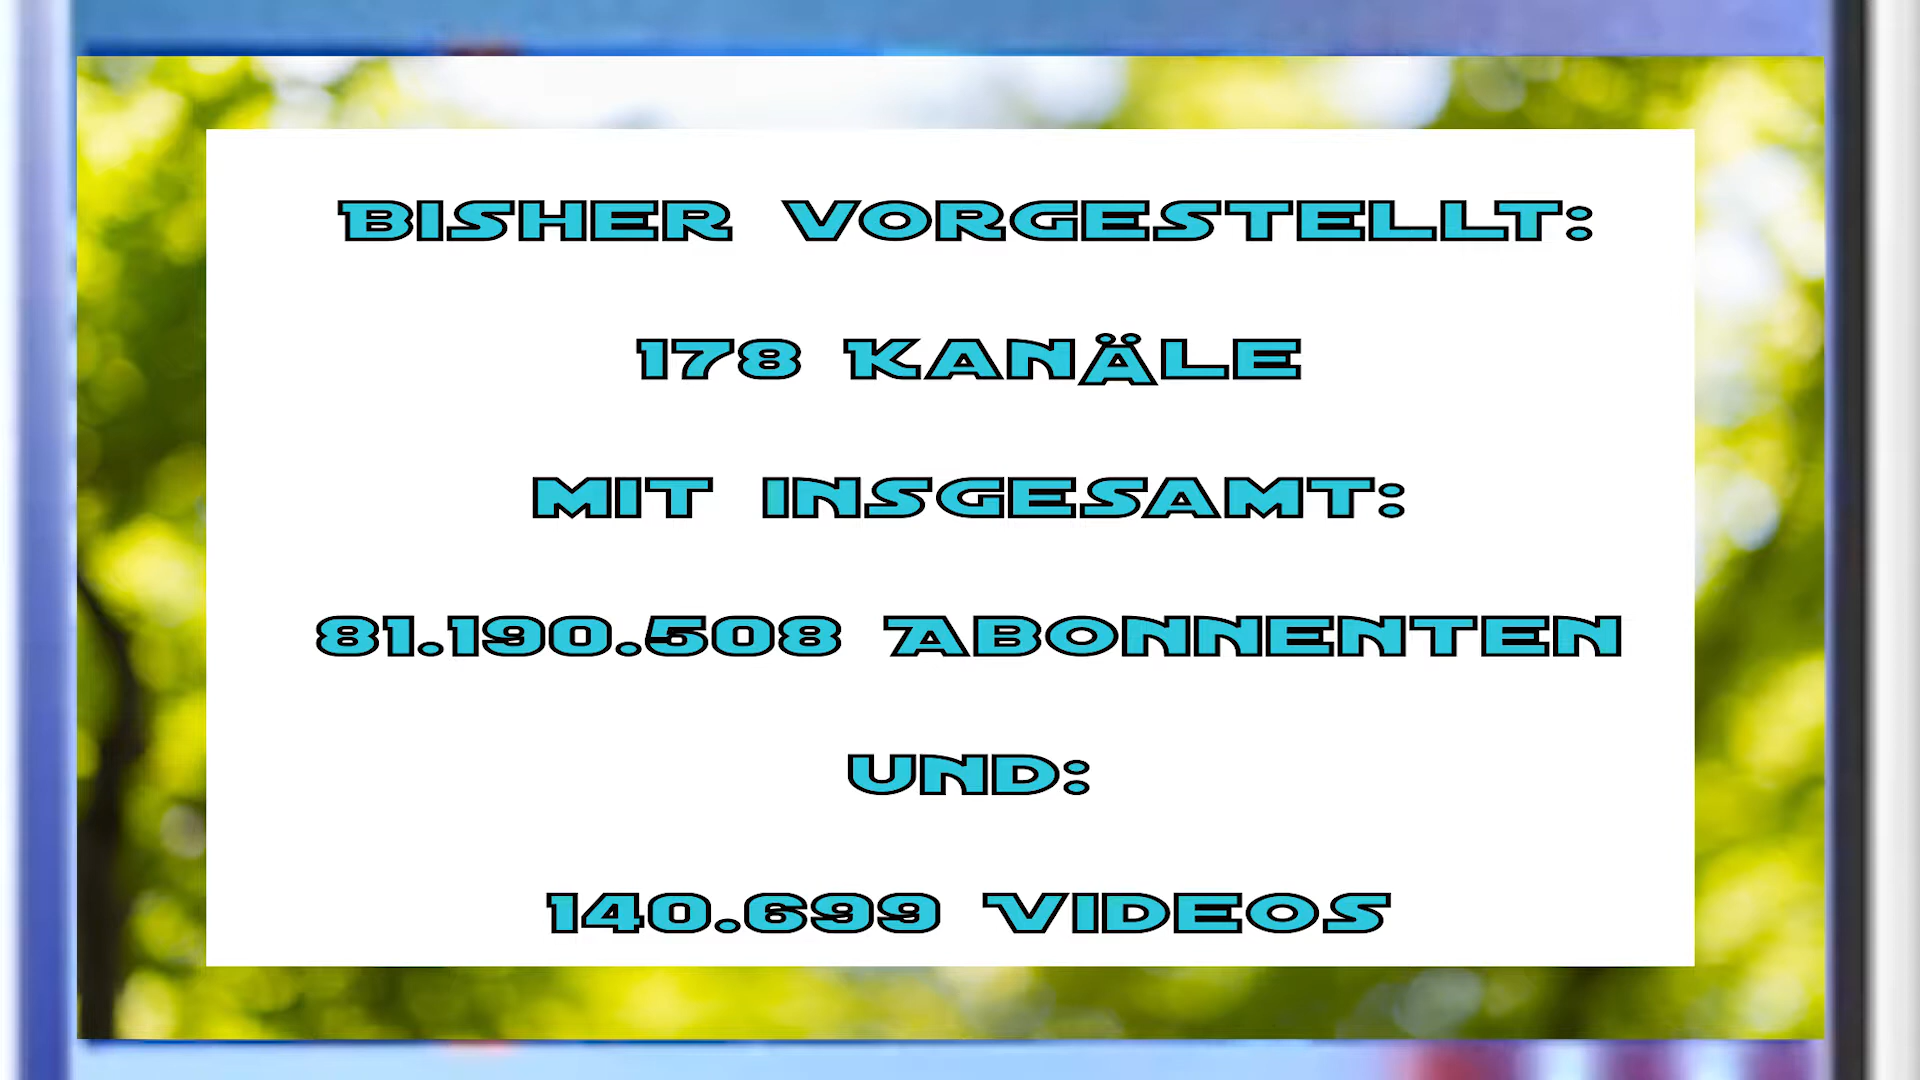 BISHER VORGESTELLT:
178 KANÄLE
MIT INSGESAMT:
81.190.508 ABONNENTEN
UND:
140.699 VIDEOS